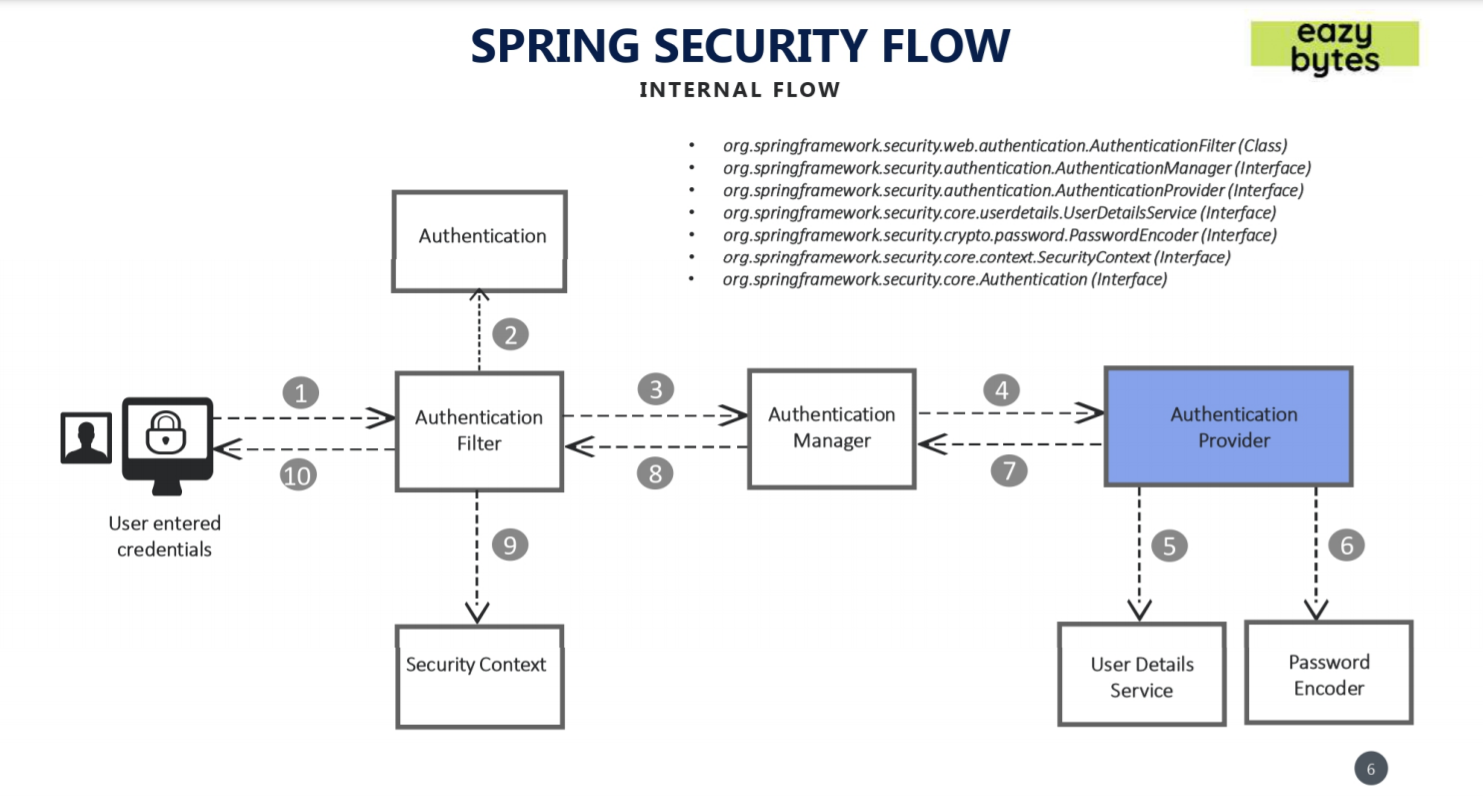 SPRING SECURITY FLOW
INTERNAL FLOW
eazy
bytes
• org.springframework.security.web.authentication.AuthenticationFilter (Class)
• org.springframework.security.authentication.AuthenticationManager (Interface)
• org.springframework.security.authentication.AuthenticationProvider (Interface)
• org.springframework.security.core.userdetails.UserDetailsService (Interface)
• org.springframework.security.crypto.password.PasswordEncoder (Interface)
• org.springframework.security.core.context.SecurityContext (Interface)
• org.springframework.security.core.Authentication (Interface)
Authentication
2
1
3
4
Authentication
Filter
Authentication
Manager
Authentication
Provider
10
8
7
User entered
credentials
9
5
6
Security Context
User Details
Service
Password
Encoder
6